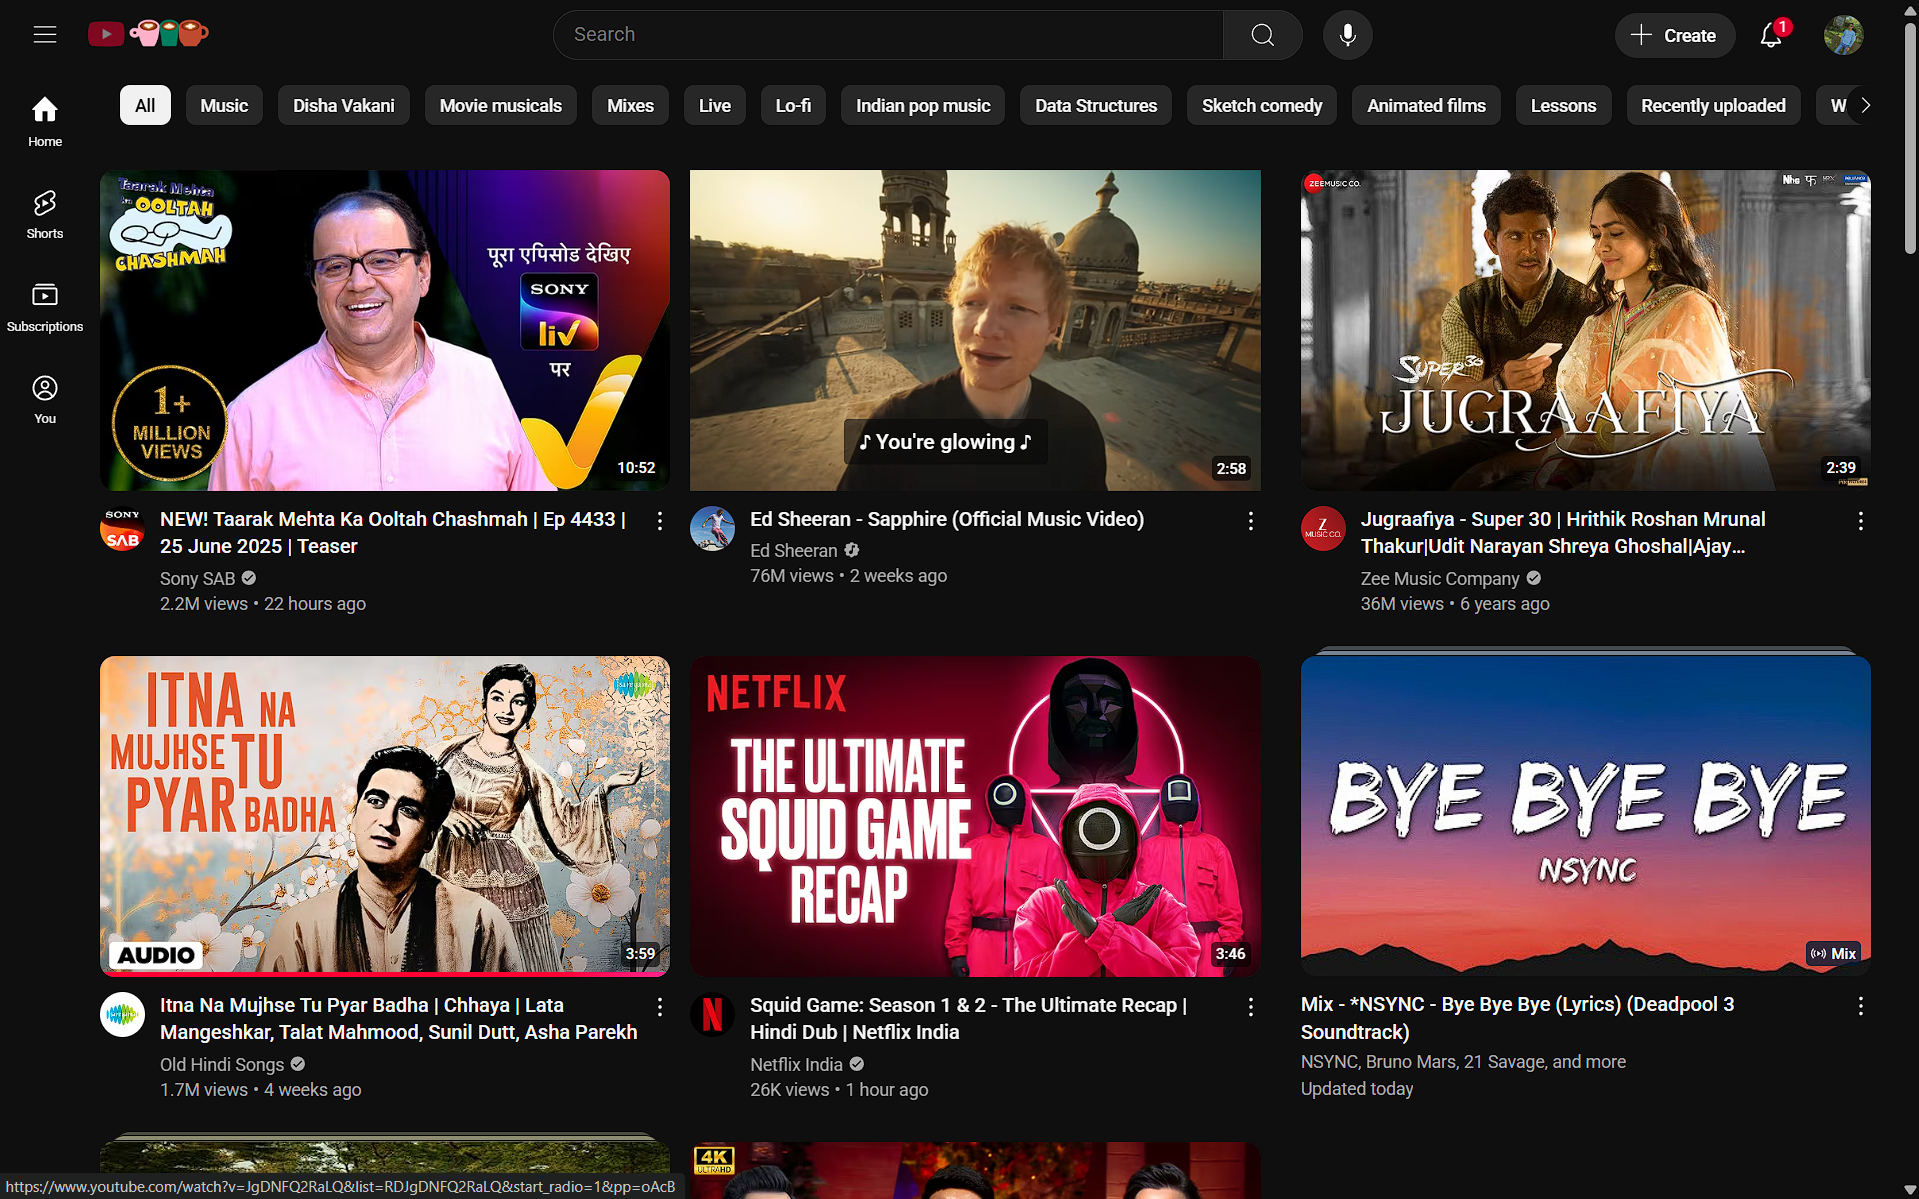 Search
Create
1
All
Music
Disha Vakani
Movie musicals
Mixes
Live
Lo-fi
Indian pop music
Data Structures
Sketch comedy
Animated films
Lessons
Recently uploaded
W
Home
Shorts
Subscriptions
You
Taarak Mehta
OOLTAH
CHASHMAH
पूरा एपिसोड देखिए
SONY
liv
पर
1+
MILLION
VIEWS
10:52
♪ You're glowing ♪
2:58
ZEE MUSIC CO.
SUPER 30
JUGRAAFIYA
2:39
SONY
SAB
NEW! Taarak Mehta Ka Ooltah Chashmah | Ep 4433 |
25 June 2025 | Teaser
Sony SAB
2.2M views • 22 hours ago
Ed Sheeran - Sapphire (Official Music Video)
Ed Sheeran
76M views • 2 weeks ago
Z
MUSIC CO.
Jugraafiya - Super 30 | Hrithik Roshan Mrunal
Thakur|Udit Narayan Shreya Ghoshal|Ajay...
Zee Music Company
36M views • 6 years ago
ITNA NA
MUJHSE TU
PYAR BADHA
AUDIO
3:59
NETFLIX
THE ULTIMATE
SQUID GAME
RECAP
3:46
BYE BYE BYE
NSYNC
Mix
Itna Na Mujhse Tu Pyar Badha | Chhaya | Lata
Mangeshkar, Talat Mahmood, Sunil Dutt, Asha Parekh
Old Hindi Songs
1.7M views • 4 weeks ago
N
Squid Game: Season 1 & 2 - The Ultimate Recap |
Hindi Dub | Netflix India
Netflix India
26K views • 1 hour ago
Mix - *NSYNC - Bye Bye Bye (Lyrics) (Deadpool 3
Soundtrack)
NSYNC, Bruno Mars, 21 Savage, and more
Updated today
4K
ULTRA HD
https://www.youtube.com/watch?v=JgDNFQ2RaLQ&list=RDJgDNFQ2RaLQ&start_radio=1&pp=oAcB